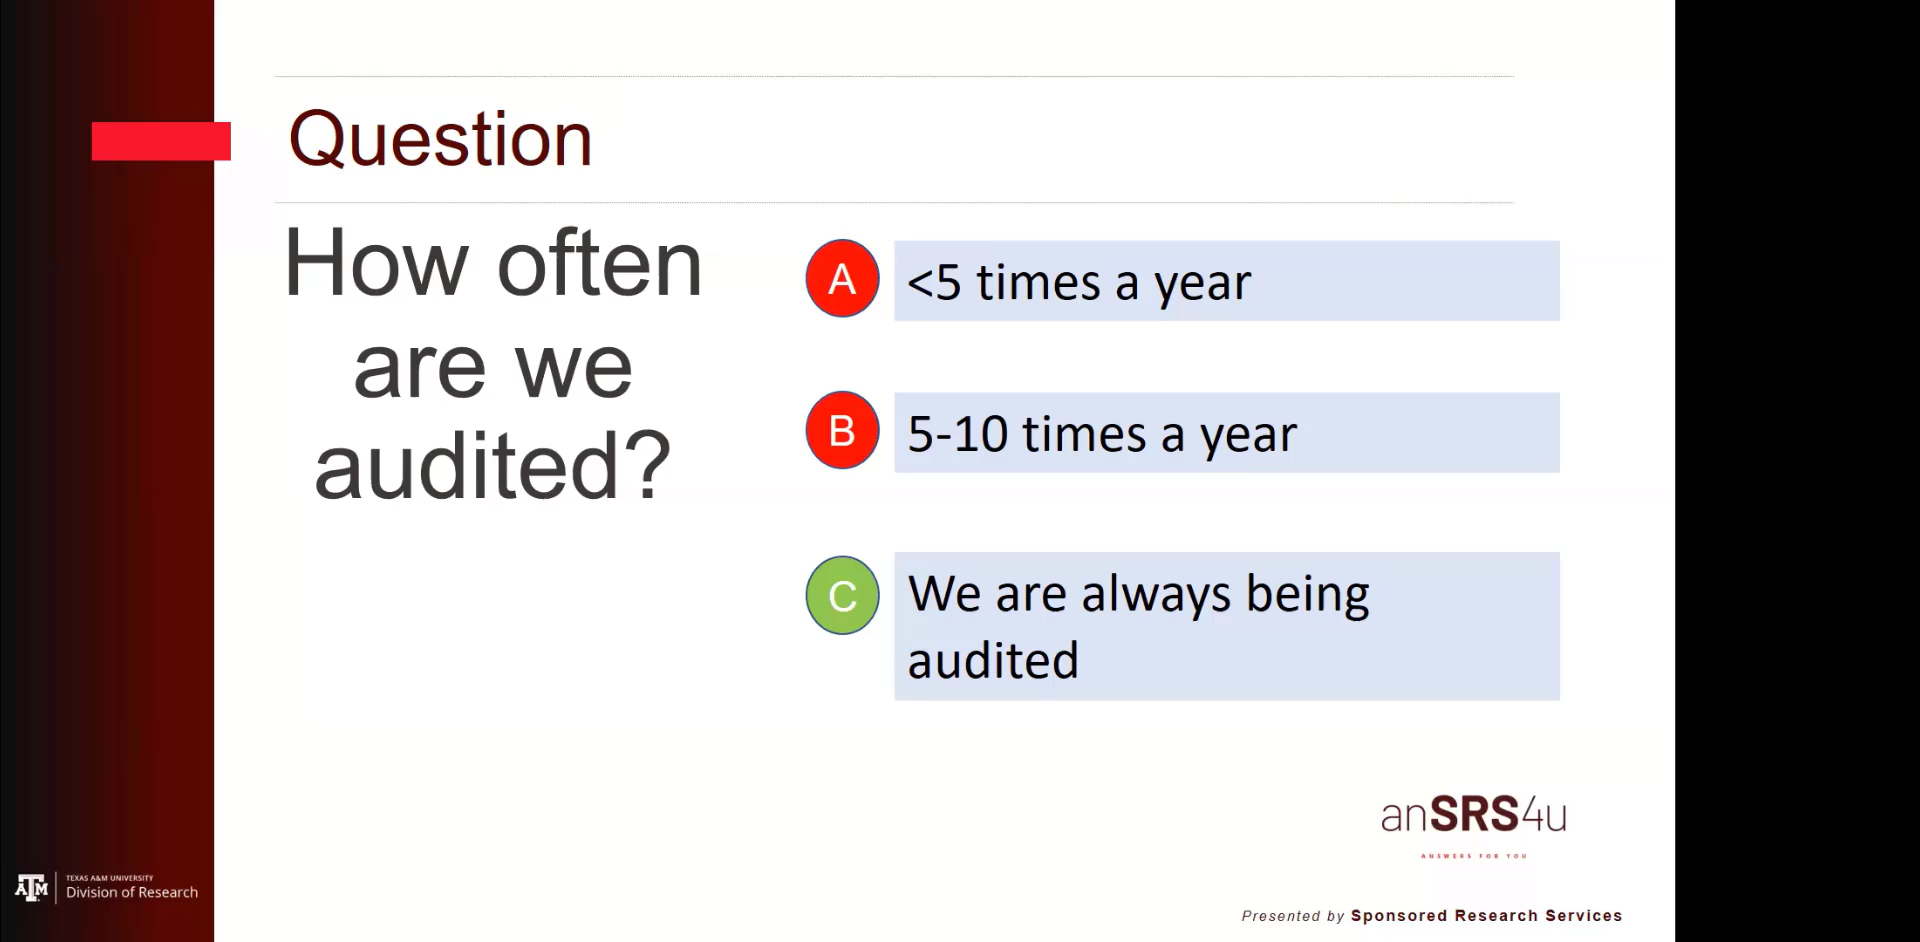 Question
How often
are we
audited?
A
<5 times a year
B
5-10 times a year
C
We are always being
audited
anSRS4u
ANSWERS FOR YOU
ATM
TEXAS A&M UNIVERSITY
Division of Research
Presented by Sponsored Research Services